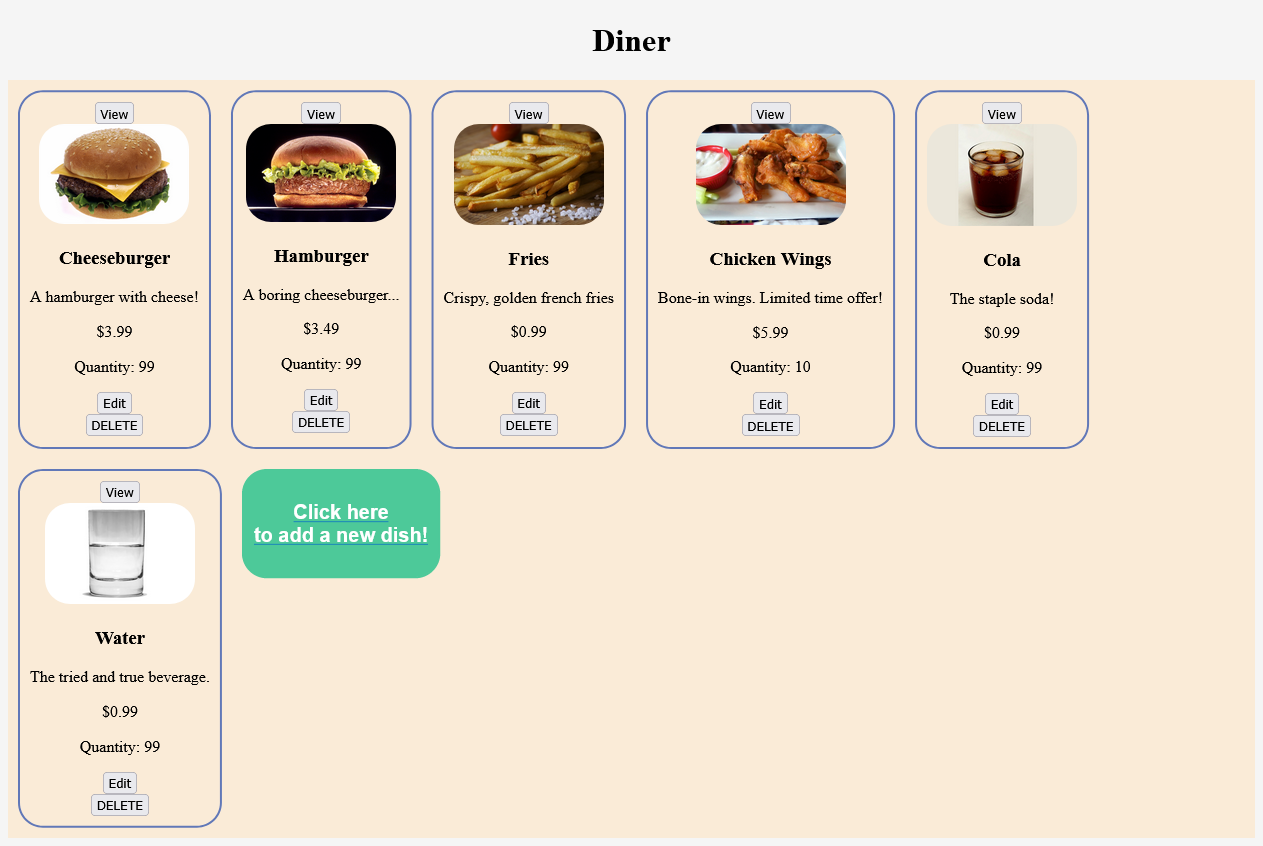 Diner
View
Cheeseburger
A hamburger with cheese!
$3.99
Quantity: 99
Edit
DELETE
View
Hamburger
A boring cheeseburger...
$3.49
Quantity: 99
Edit
DELETE
View
Fries
Crispy, golden french fries
$0.99
Quantity: 99
Edit
DELETE
View
Chicken Wings
Bone-in wings. Limited time offer!
$5.99
Quantity: 10
Edit
DELETE
View
Cola
The staple soda!
$0.99
Quantity: 99
Edit
DELETE
View
Water
The tried and true beverage.
$0.99
Quantity: 99
Edit
DELETE
Click here
to add a new dish!